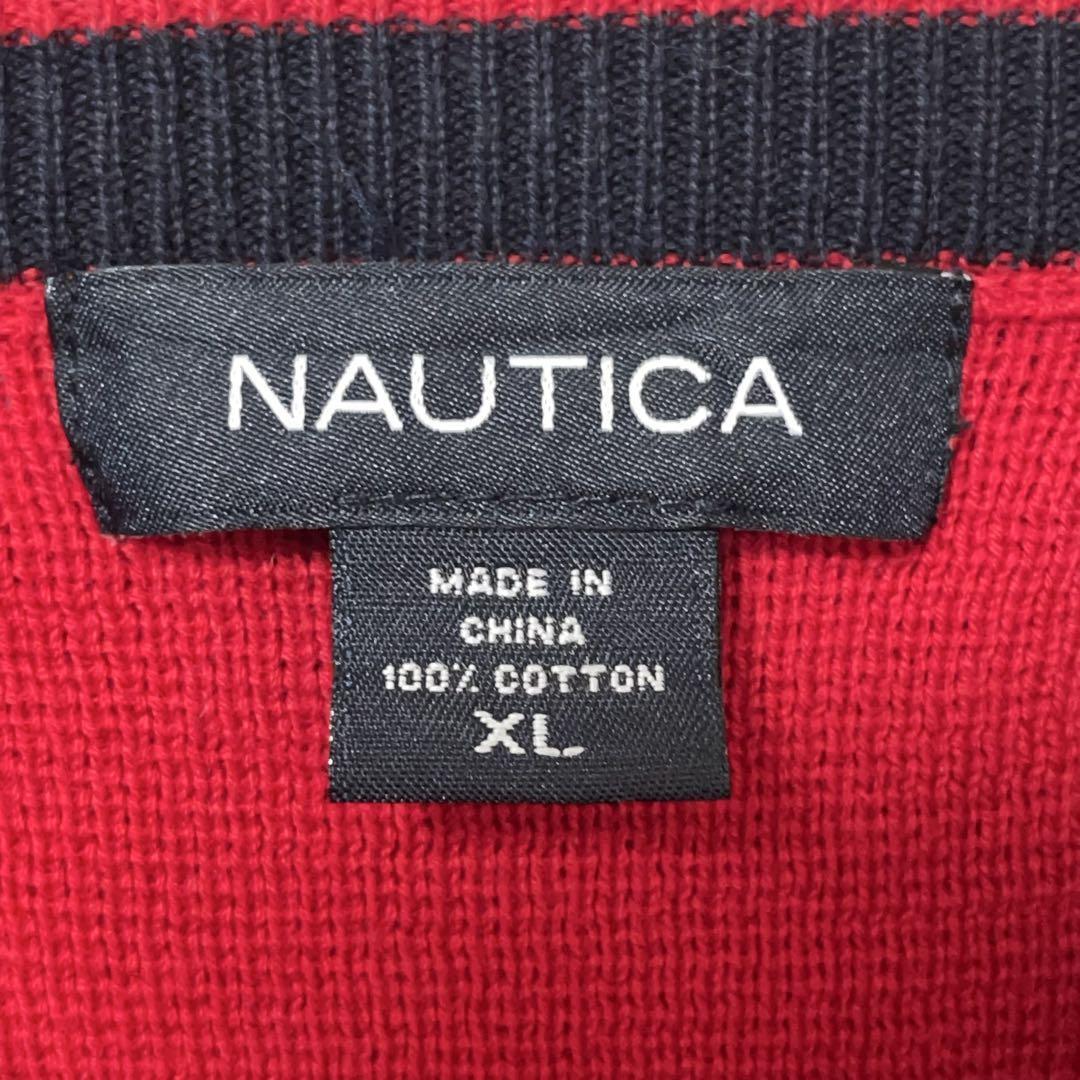 NAUTICA
MADE IN
CHINA
100% COTTON
XL